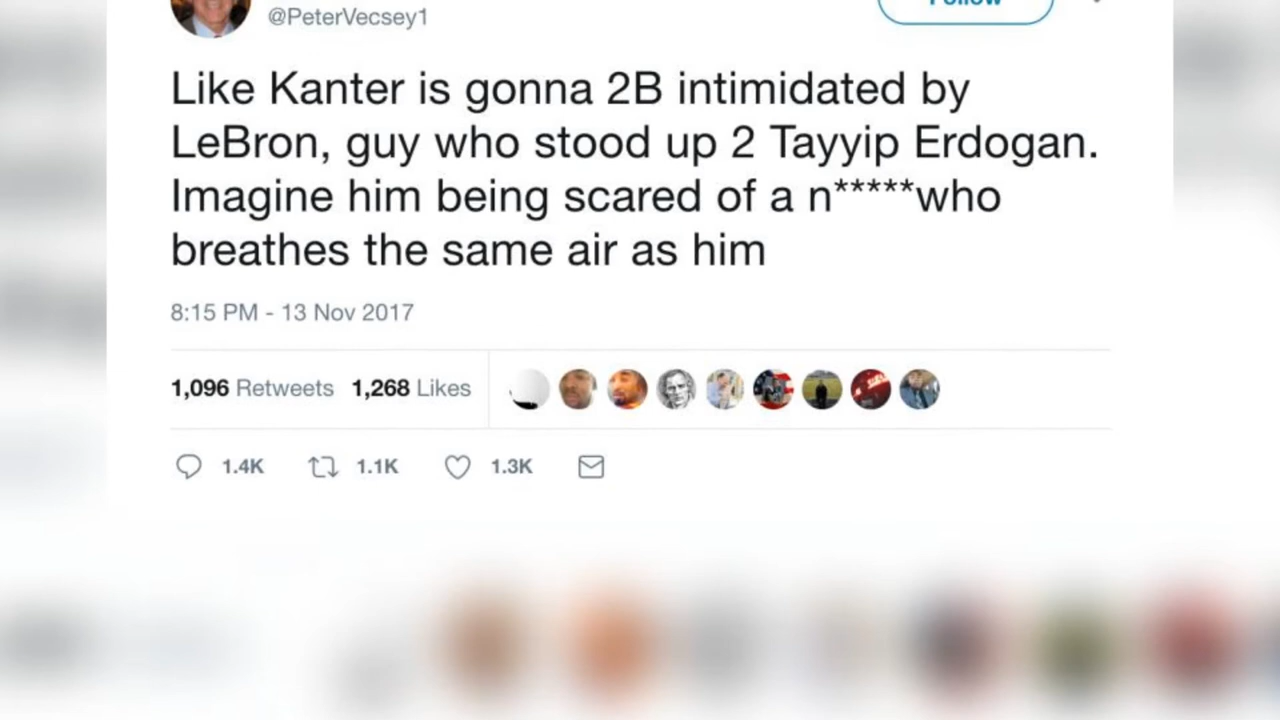 @PeterVecsey1
Follow
Like Kanter is gonna 2B intimidated by
LeBron, guy who stood up 2 Tayyip Erdogan.
Imagine him being scared of a n*****who
breathes the same air as him
8:15 PM - 13 Nov 2017
1,096 Retweets 1,268 Likes
1.4K 1.1K 1.3K